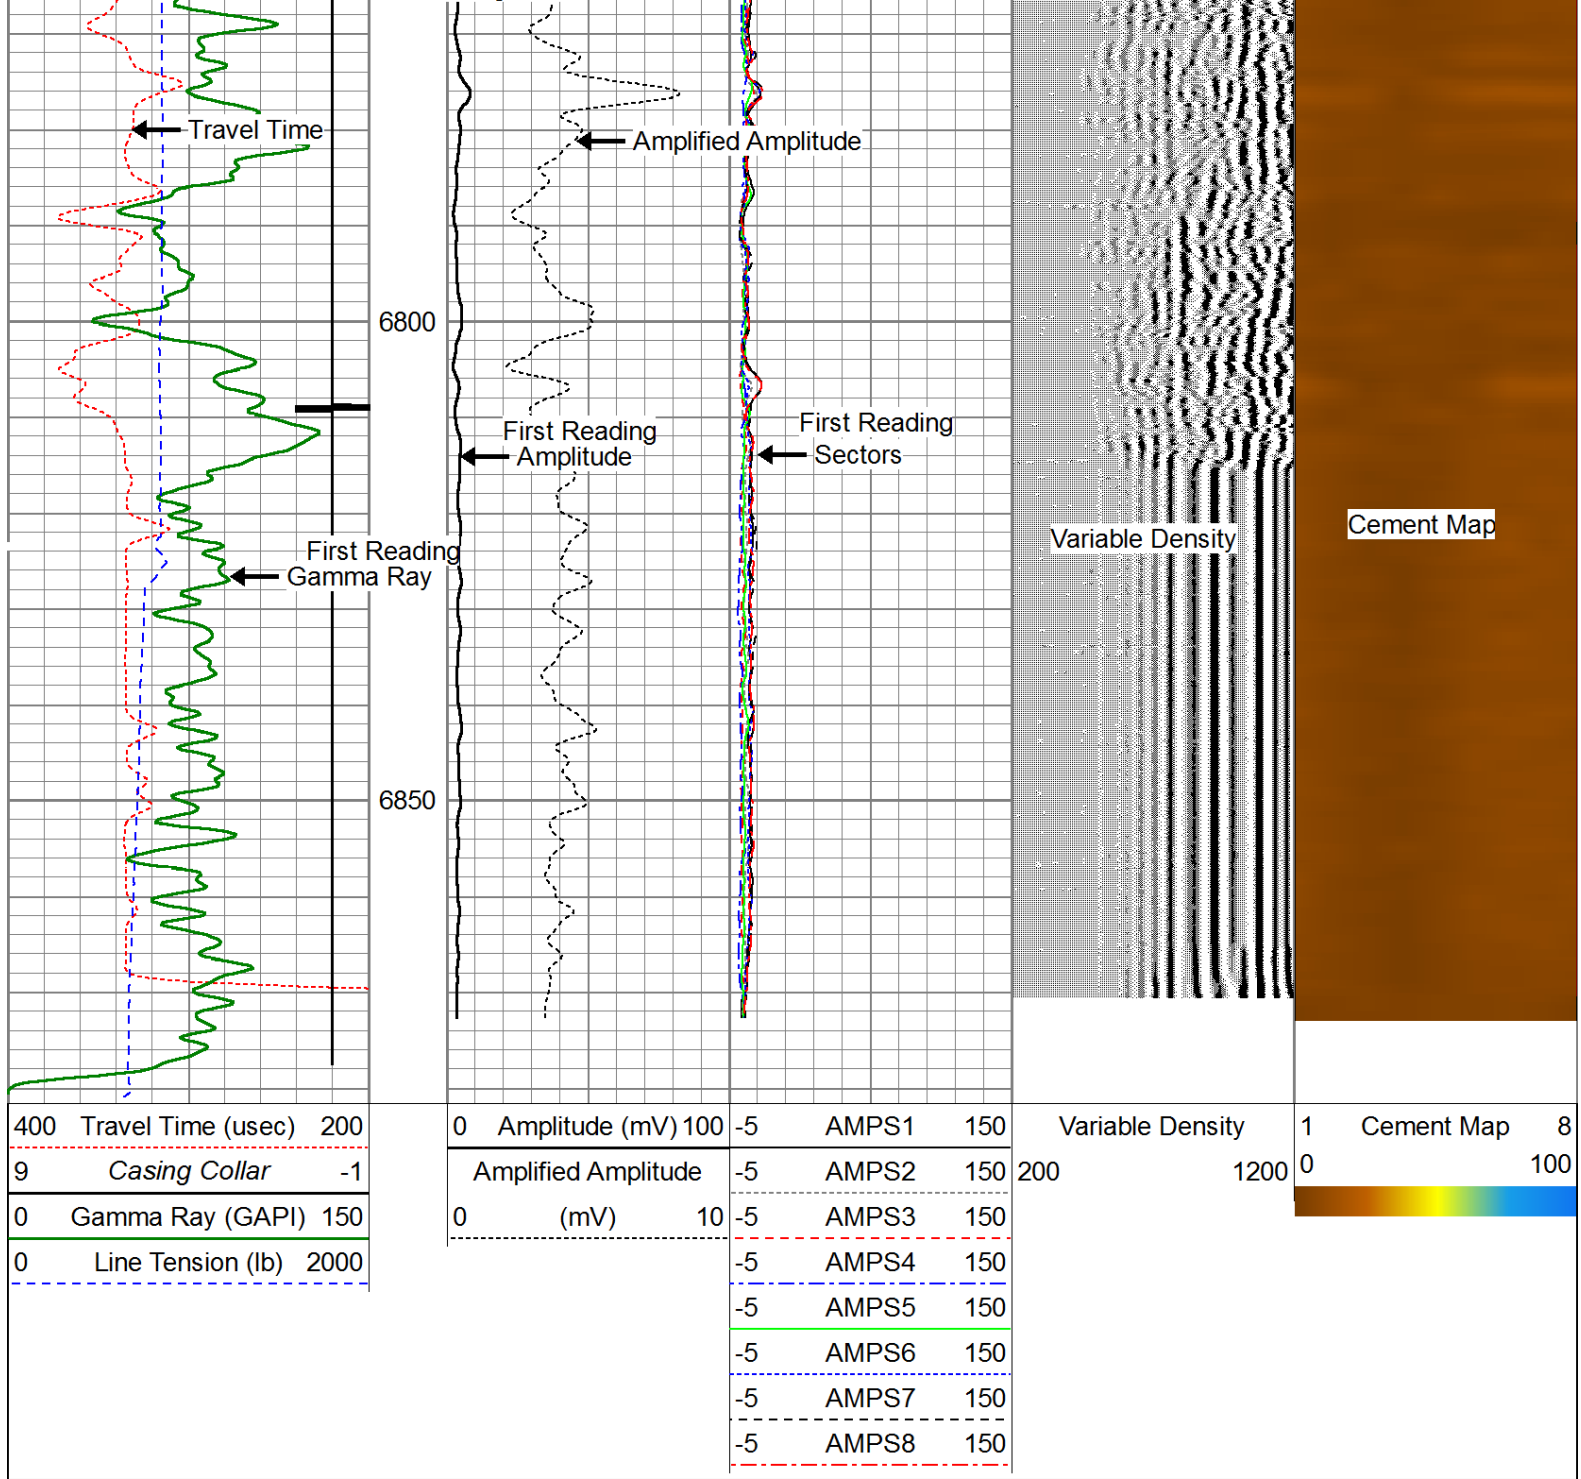 Travel Time
Amplified Amplitude
6800
First Reading
Amplitude
First Reading
Sectors
First Reading
Gamma Ray
Variable Density
Cement Map
6850
400 Travel Time (usec) 200
9 Casing Collar -1
0 Gamma Ray (GAPI) 150
0 Line Tension (lb) 2000
0 Amplitude (mV) 100
Amplified Amplitude
0 (mV) 10
-5 AMPS1 150
-5 AMPS2 150
-5 AMPS3 150
-5 AMPS4 150
-5 AMPS5 150
-5 AMPS6 150
-5 AMPS7 150
-5 AMPS8 150
Variable Density
200 1200
1 Cement Map 8
0 100